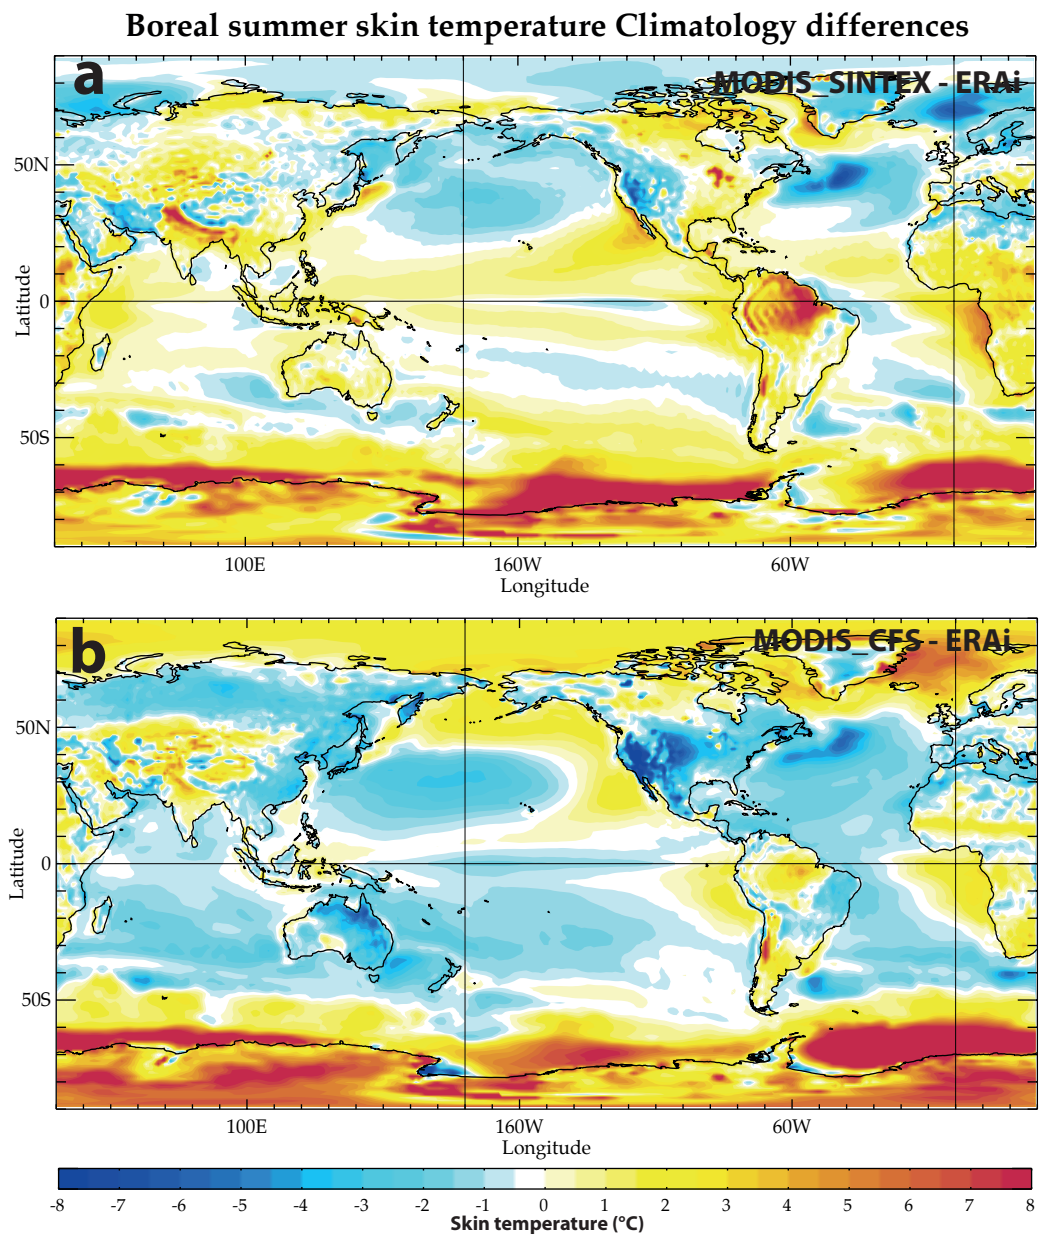 Boreal summer skin temperature Climatology differences
a
MODIS_SINTEX - ERAi
50N
0
50S
Latitude
100E
160W
60W
Longitude
b
MODIS_CFS - ERAi
50N
0
50S
Latitude
100E
160W
60W
Longitude
-8 -7 -6 -5 -4 -3 -2 -1 0 1 2 3 4 5 6 7 8
Skin temperature (°C)